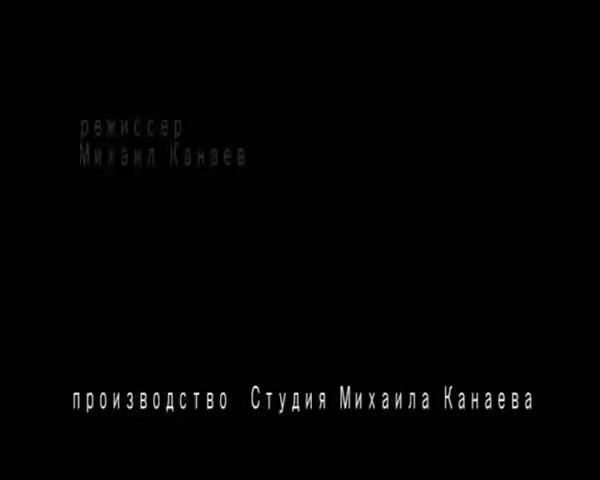 режиссер
Михаил Канаев
производство Студия Михаила Канаева